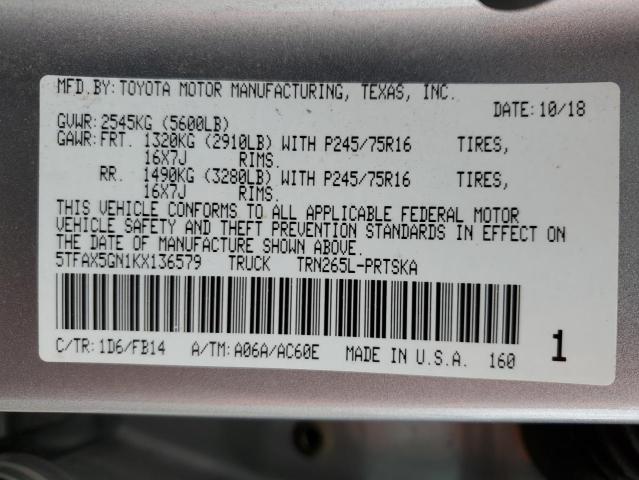 MFD.BY: TOYOTA MOTOR MANUFACTURING, TEXAS, INC.
DATE: 10/18
GVWR: 2545KG (5600LB)
GAWR: FRT. 1320KG (2910LB) WITH P245/75R16 TIRES,
16X7J RIMS.
RR. 1490KG (3280LB) WITH P245/75R16 TIRES,
16X7J RIMS.
THIS VEHICLE CONFORMS TO ALL APPLICABLE FEDERAL MOTOR
VEHICLE SAFETY AND THEFT PREVENTION STANDARDS IN EFFECT ON
THE DATE OF MANUFACTURE SHOWN ABOVE.
5TFAX5GN1KX136579 TRUCK TRN265L-PRTSKA
C/TR: 1D6/FB14 A/TM: A06A/AC60E MADE IN U.S.A. 160 1